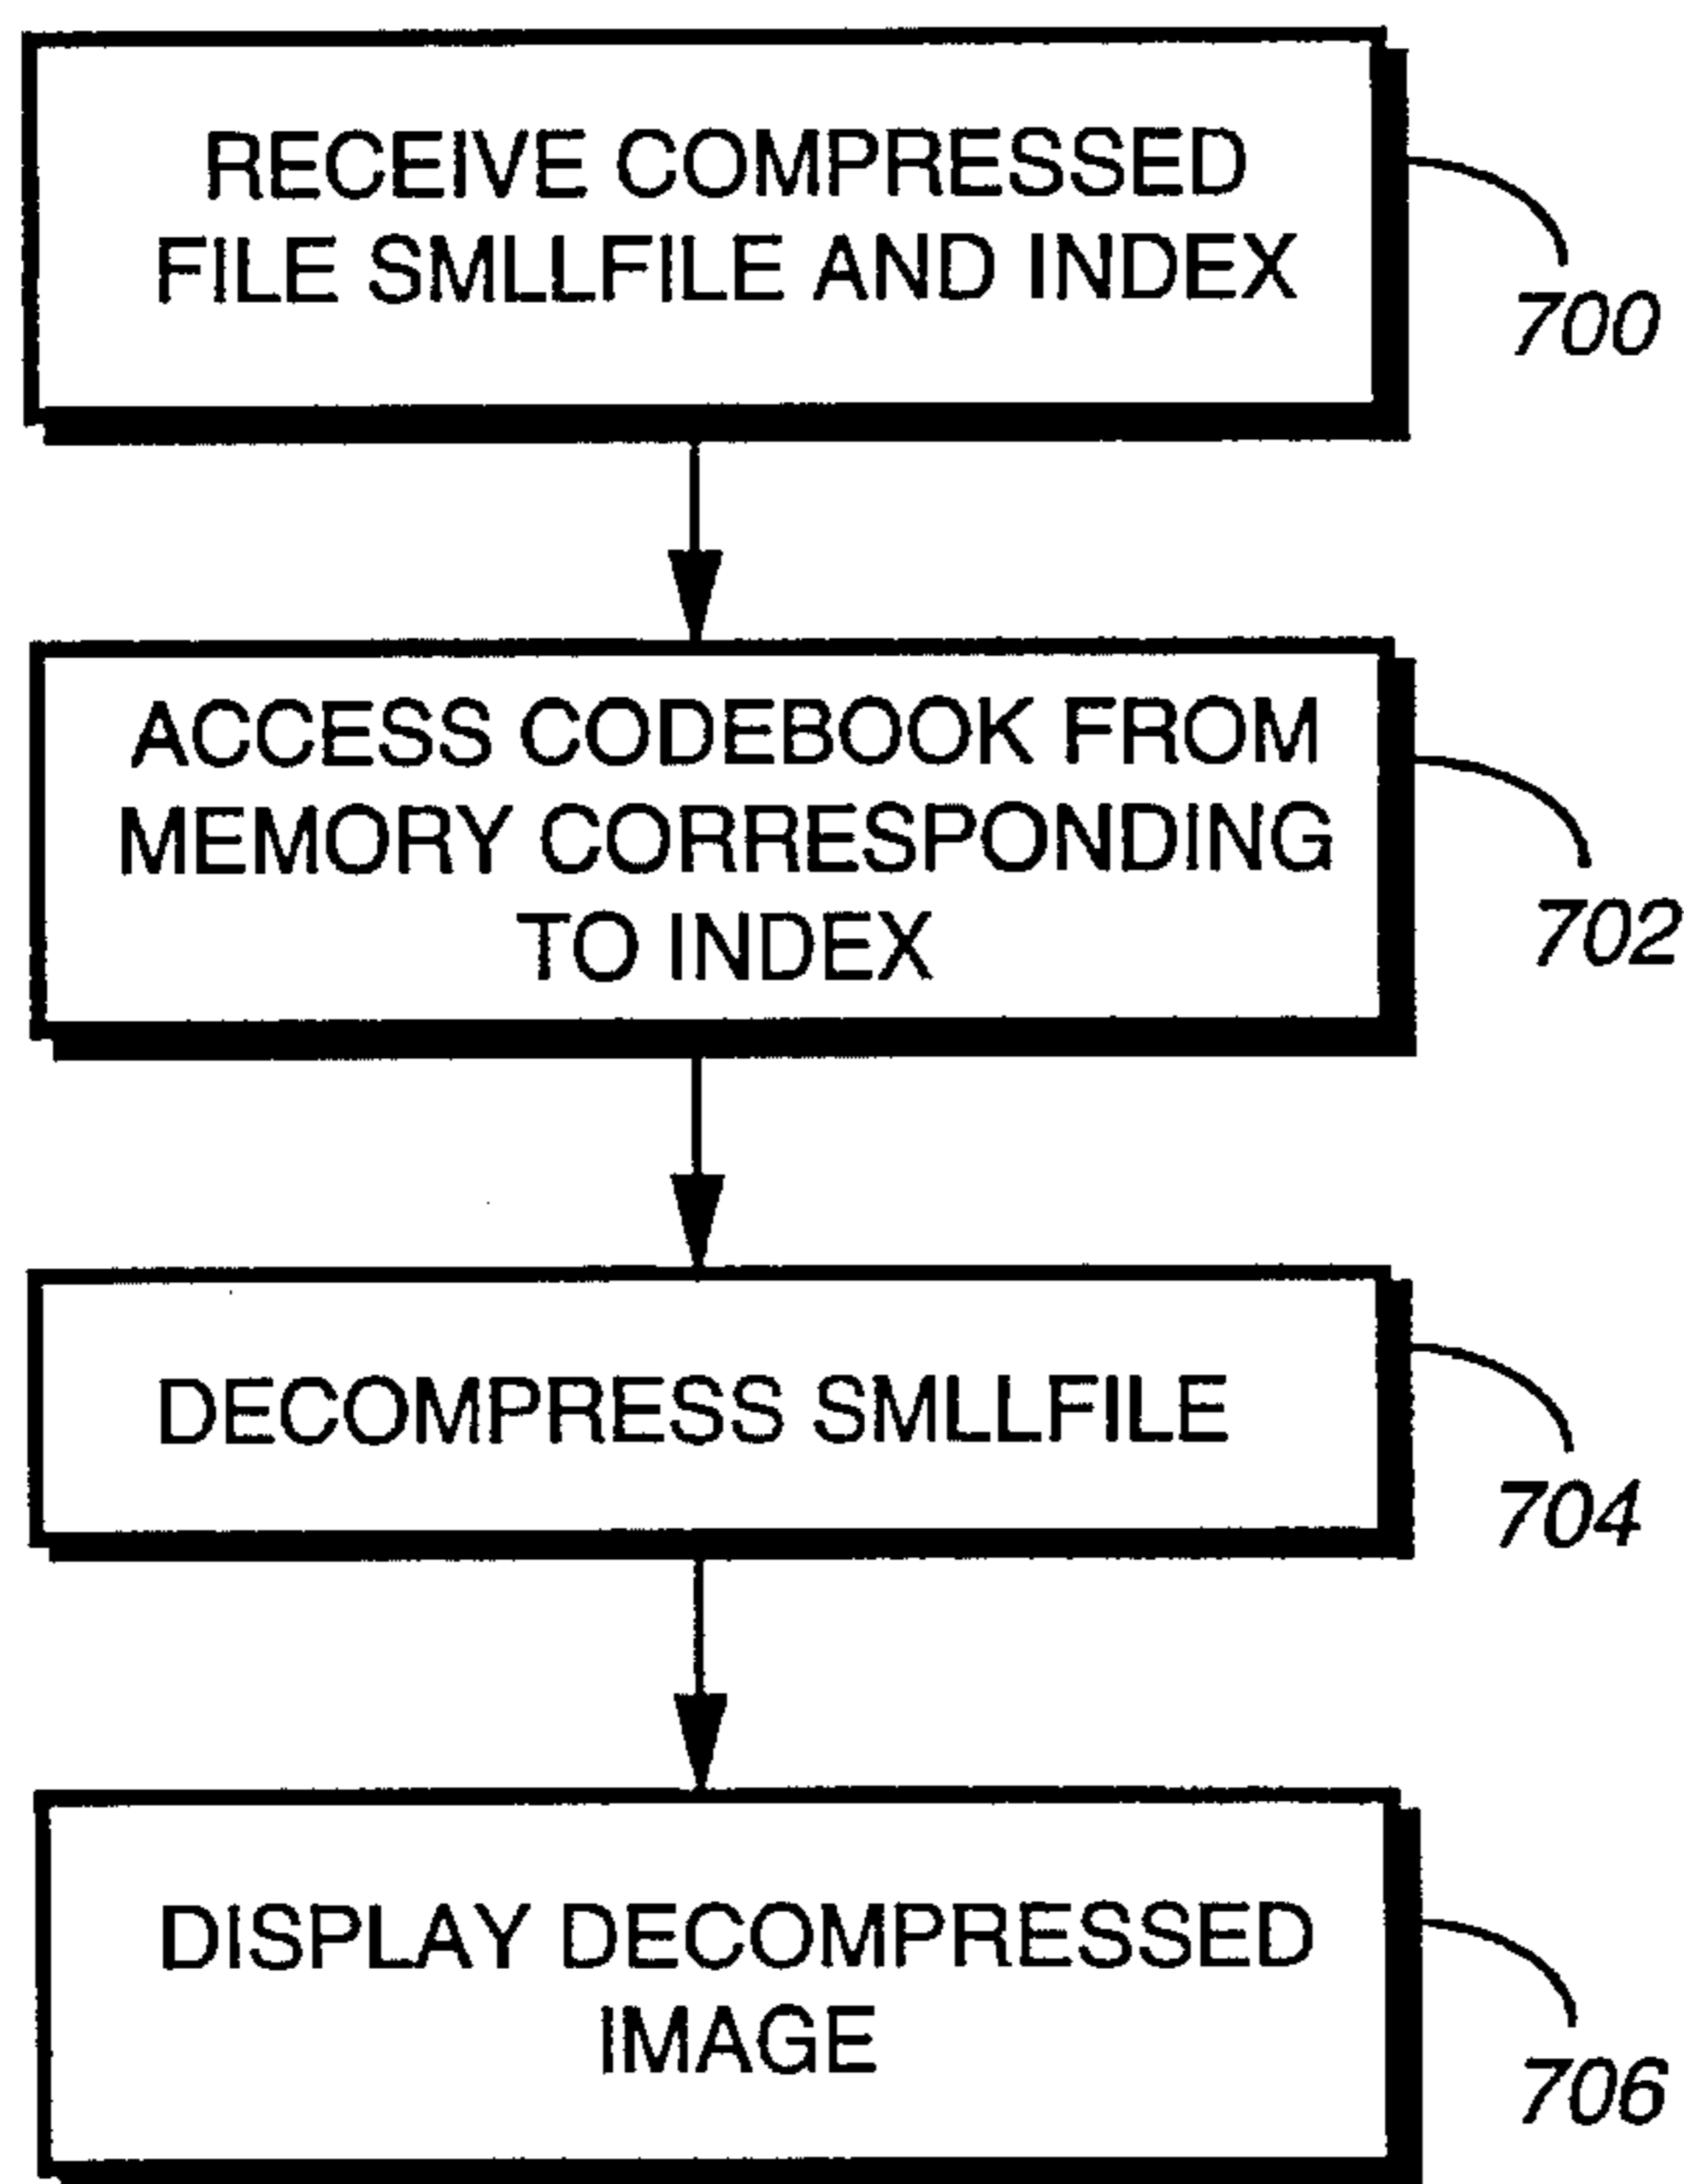 RECEIVE COMPRESSED
FILE SMLLFILE AND INDEX
700
ACCESS CODEBOOK FROM
MEMORY CORRESPONDING
TO INDEX
702
DECOMPRESS SMLLFILE
704
DISPLAY DECOMPRESSED
IMAGE
706